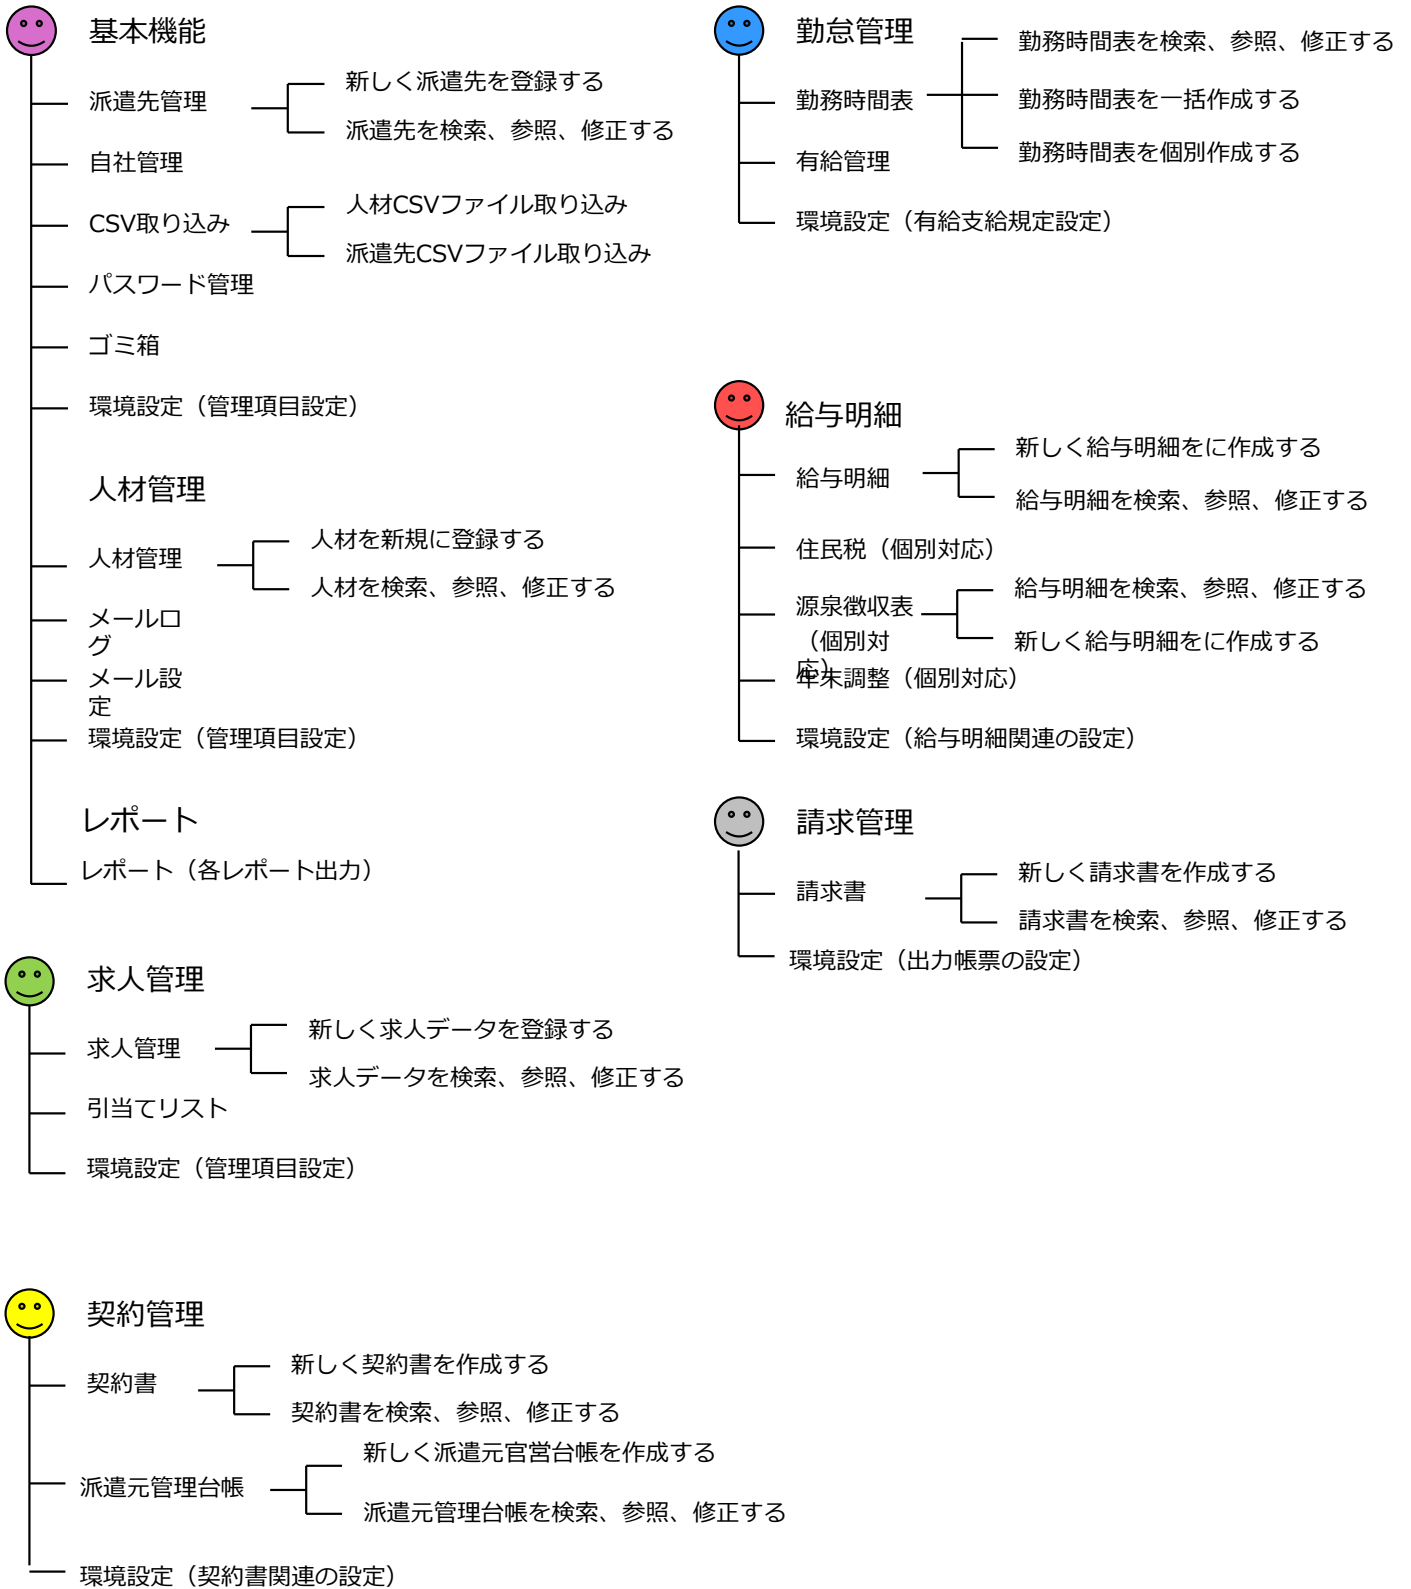 基本機能
派遣先管理
新しく派遣先を登録する
派遣先を検索、参照、修正する
自社管理
CSV取り込み
人材CSVファイル取り込み
派遣先CSVファイル取り込み
パスワード管理
ゴミ箱
環境設定（管理項目設定）
人材管理
人材管理
人材を新規に登録する
人材を検索、参照、修正する
メールロ
グ
メール設
定
環境設定（管理項目設定）
レポート
レポート（各レポート出力）
求人管理
求人管理
新しく求人データを登録する
求人データを検索、参照、修正する
引当てリスト
環境設定（管理項目設定）
契約管理
契約書
新しく契約書を作成する
契約書を検索、参照、修正する
派遣元管理台帳
新しく派遣元官営台帳を作成する
派遣元管理台帳を検索、参照、修正する
環境設定（契約書関連の設定）
勤怠管理
勤務時間表
勤務時間表を検索、参照、修正する
勤務時間表を一括作成する
勤務時間表を個別作成する
有給管理
環境設定（有給支給規定設定）
給与明細
給与明細
新しく給与明細をに作成する
給与明細を検索、参照、修正する
住民税（個別対応）
源泉徴収表
（個別対
応）
給与明細を検索、参照、修正する
新しく給与明細をに作成する
年末調整（個別対応）
環境設定（給与明細関連の設定）
請求管理
請求書
新しく請求書を作成する
請求書を検索、参照、修正する
環境設定（出力帳票の設定）